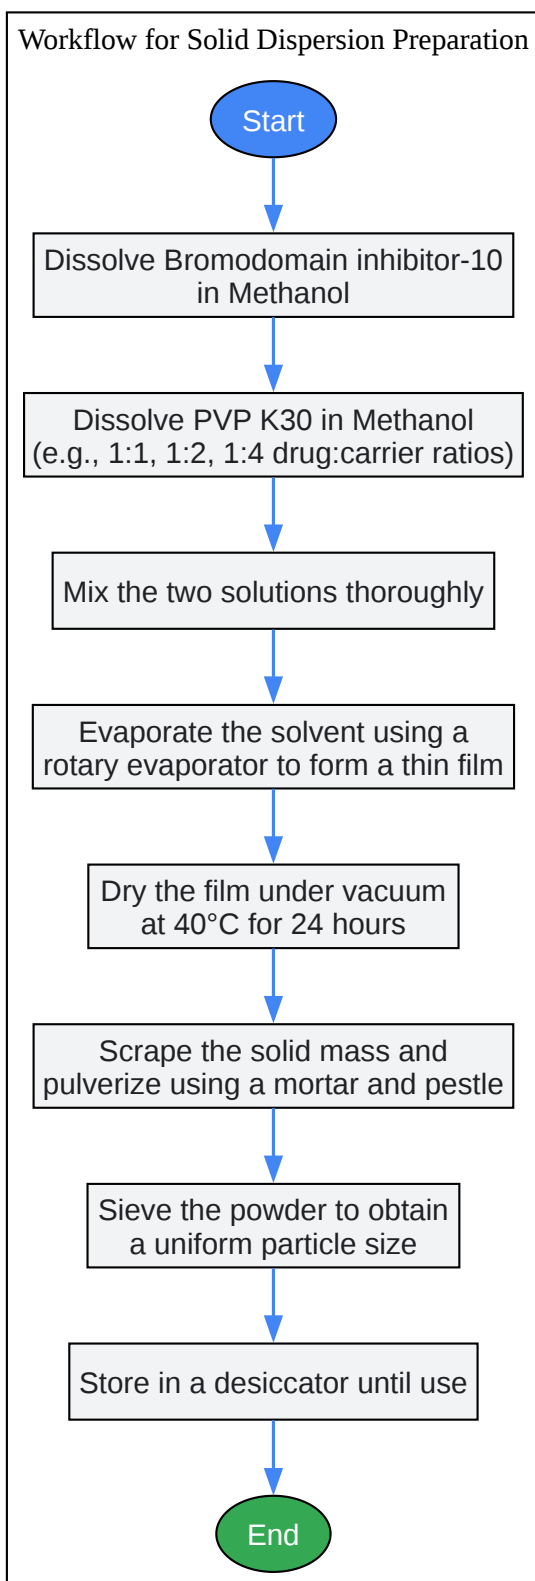 Workflow for Solid Dispersion Preparation
Start
Dissolve Bromodomain inhibitor-10
in Methanol
Dissolve PVP K30 in Methanol
(e.g., 1:1, 1:2, 1:4 drug:carrier ratios)
Mix the two solutions thoroughly
Evaporate the solvent using a
rotary evaporator to form a thin film
Dry the film under vacuum
at 40°C for 24 hours
Scrape the solid mass and
pulverize using a mortar and pestle
Sieve the powder to obtain
a uniform particle size
Store in a desiccator until use
End